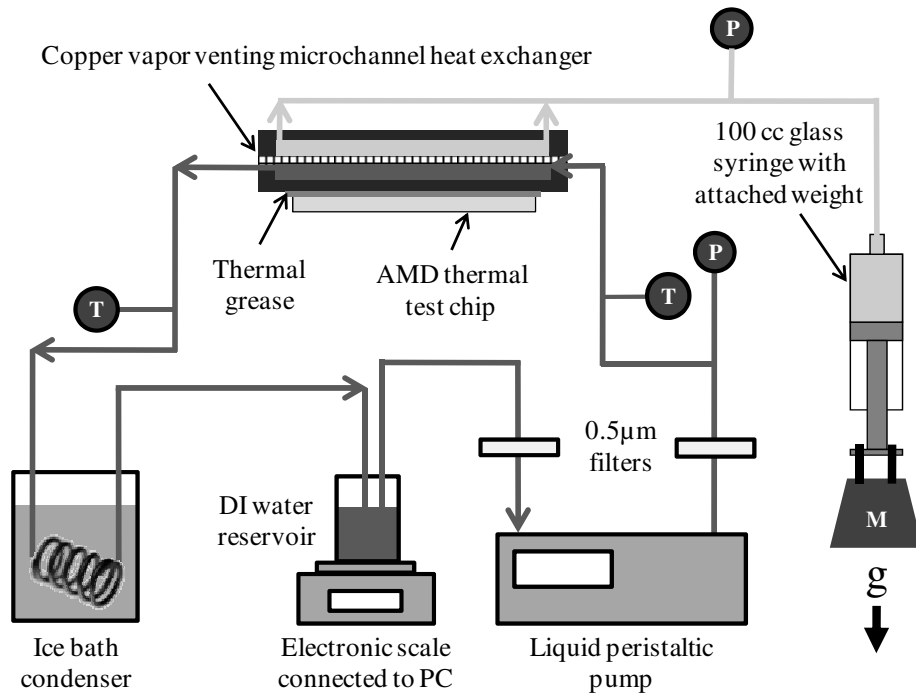 P
Copper vapor venting microchannel heat exchanger
100 cc glass
syringe with
attached weight
Thermal
grease
AMD thermal
test chip
P
T
T
0.5µm
filters
DI water
reservoir
M
g
Ice bath
condenser
Electronic scale
connected to PC
Liquid peristaltic
pump